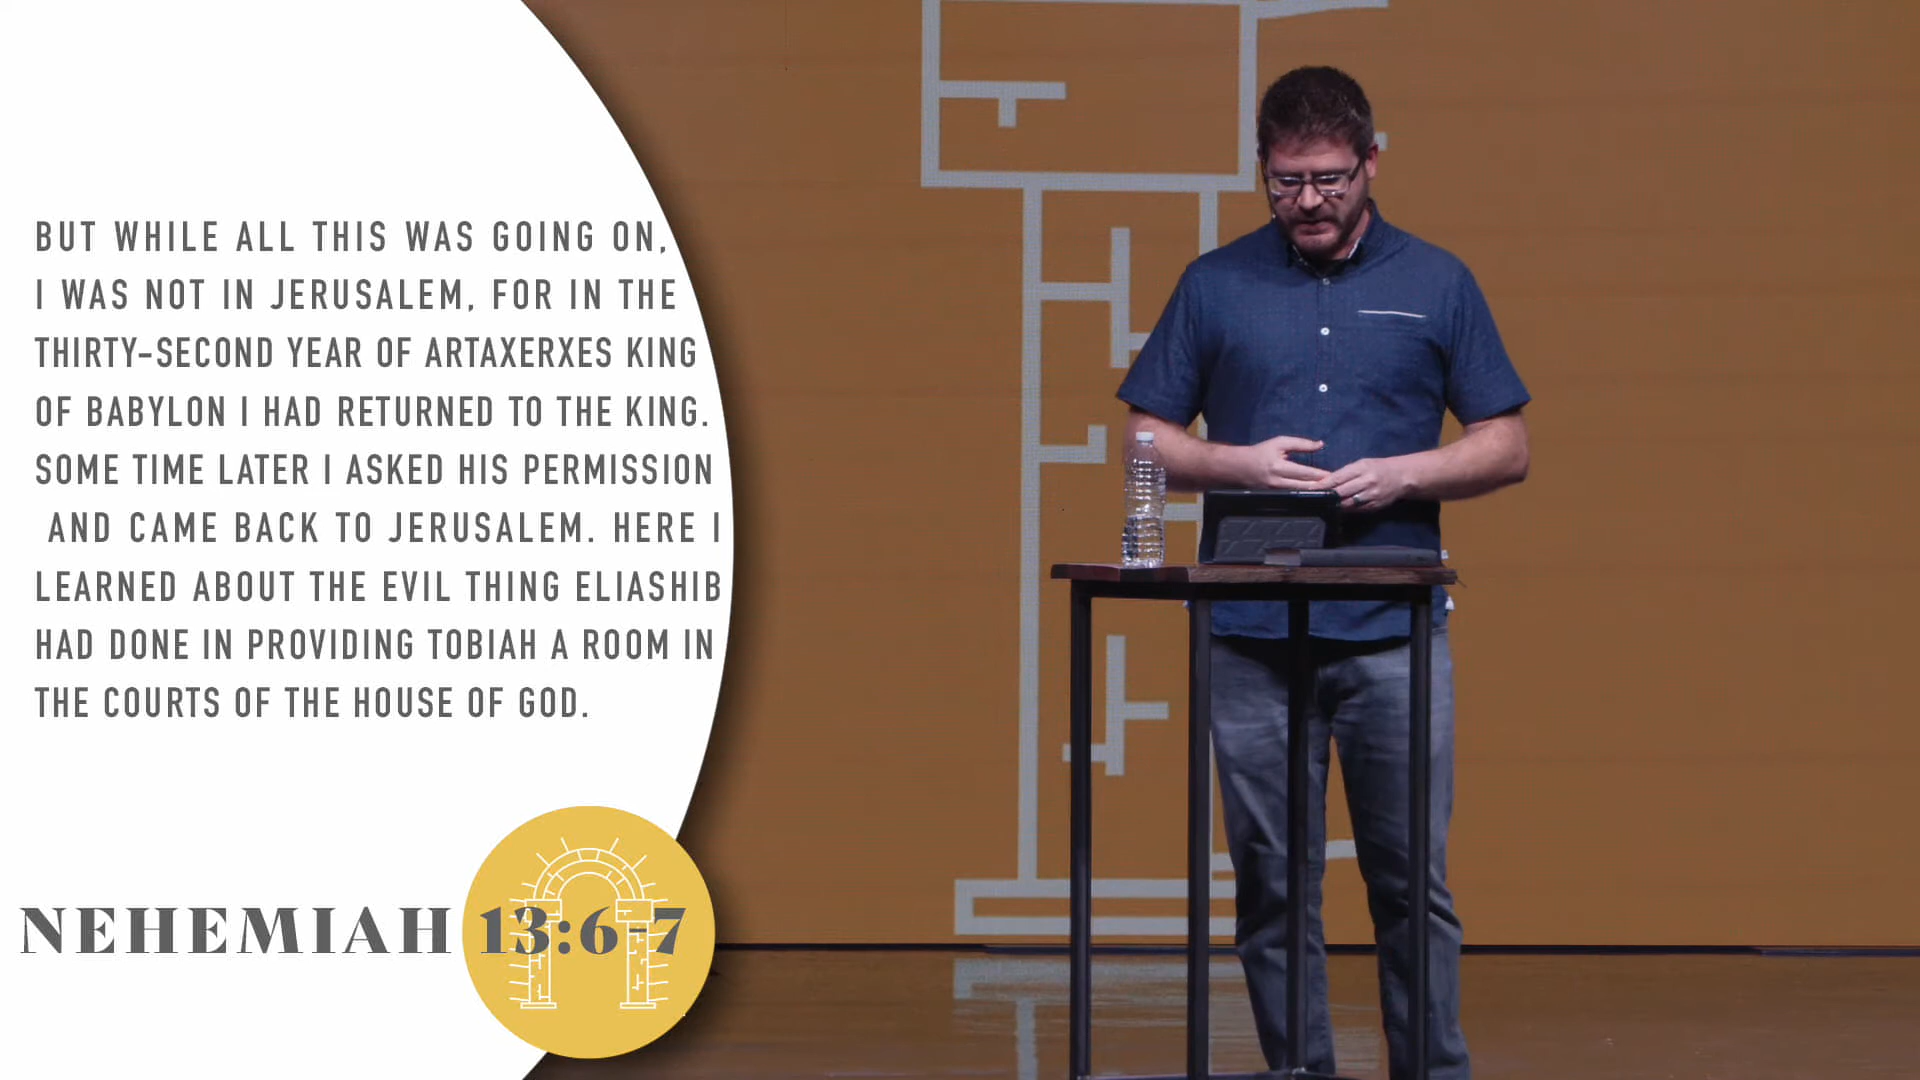 BUT WHILE ALL THIS WAS GOING ON,
I WAS NOT IN JERUSALEM, FOR IN THE
THIRTY-SECOND YEAR OF ARTAXERXES KING
OF BABYLON I HAD RETURNED TO THE KING.
SOME TIME LATER I ASKED HIS PERMISSION
AND CAME BACK TO JERUSALEM. HERE I
LEARNED ABOUT THE EVIL THING ELIASHIB
HAD DONE IN PROVIDING TOBIAH A ROOM IN
THE COURTS OF THE HOUSE OF GOD.
NEHEMIAH 13:6-7